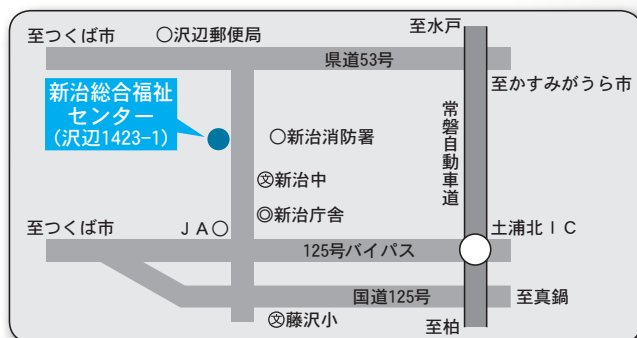 至水戸
至つくば市
○沢辺郵便局
県道53号
至かすみがうら市
新治総合福祉
センター
(沢辺1423−1)
○新治消防署
常磐自動車道
㊫新治中
◎新治庁舎
至つくば市
JA○
土浦北IC
125号バイパス
国道125号
至真鍋
㊫藤沢小
至柏